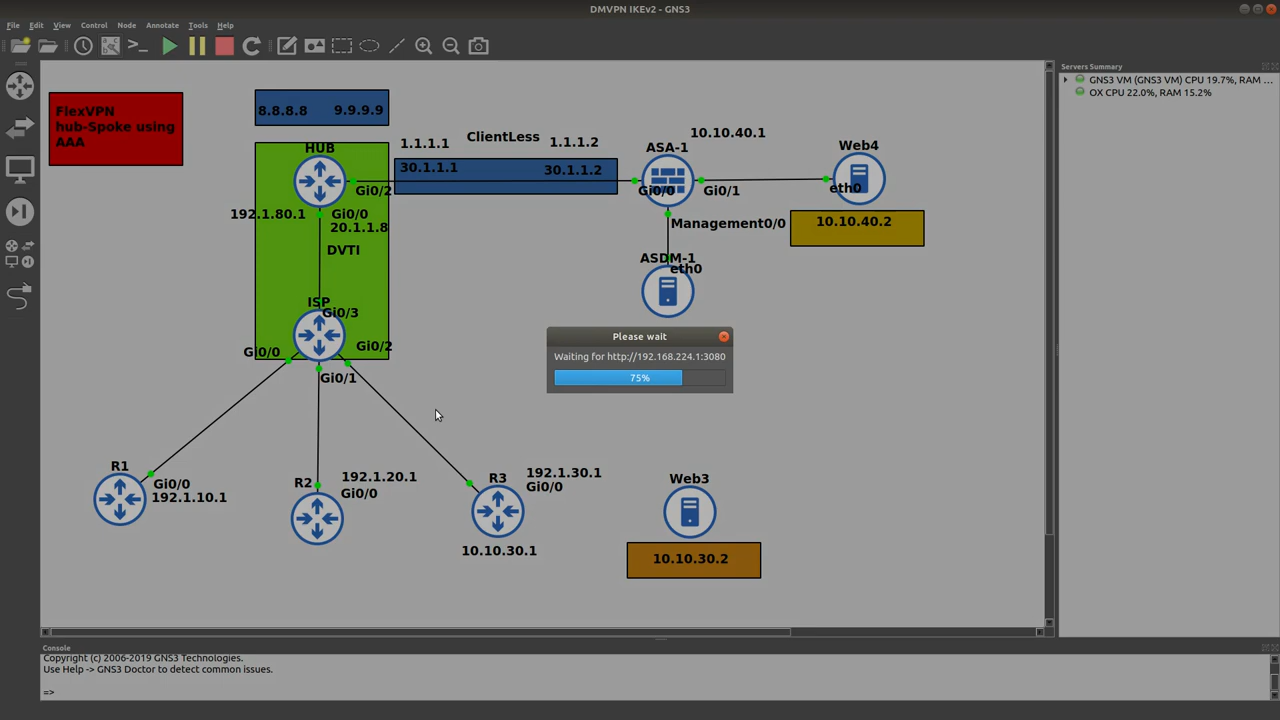 DMVPN IKEv2 - GNS3
File Edit View Control Node Annotate Tools Help
Servers Summary
GNS3 VM (GNS3 VM) CPU 19.7%, RAM ...
OX CPU 22.0%, RAM 15.2%
FlexVPN
hub-Spoke using
AAA
8.8.8.8 9.9.9.9
HUB
Gi0/2
192.1.80.1 Gi0/0
20.1.1.8
DVTI
1.1.1.1 ClientLess 1.1.1.2
30.1.1.1 30.1.1.2
10.10.40.1
ASA-1
Gi0/0 Gi0/1
Web4
eth0
10.10.40.2
Management0/0
ASDM-1
eth0
ISP
Gi0/3
Gi0/0 Gi0/2
Gi0/1
Please wait
Waiting for http://192.168.224.1:3080
75%
R1
Gi0/0
192.1.10.1
R2 192.1.20.1
Gi0/0
R3 192.1.30.1
Gi0/0
10.10.30.1
Web3
10.10.30.2
Console
Copyright (c) 2006-2019 GNS3 Technologies.
Use Help -> GNS3 Doctor to detect common issues.
=>